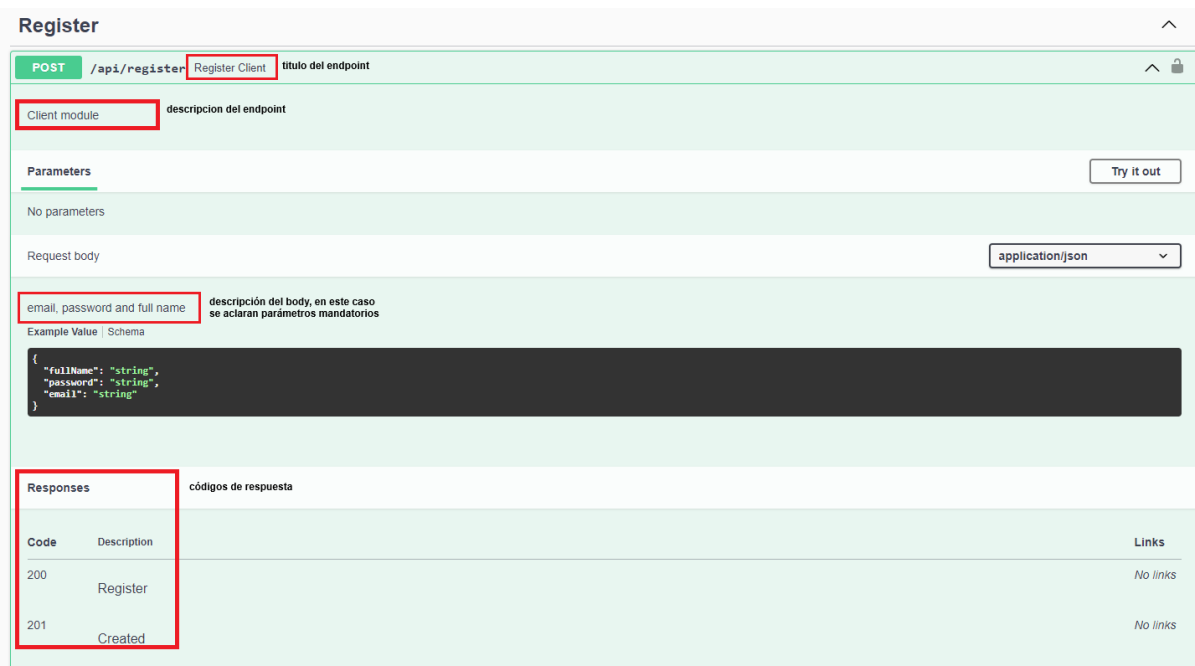 Register
POST /api/register Register Client titulo del endpoint
Client module descripcion del endpoint
Parameters Try it out
No parameters
Request body application/json
email, password and full name descripción del body, en este caso
se aclaran parámetros mandatorios
Example Value Schema
{
"fullName": "string",
"password": "string",
"email": "string"
}
Responses códigos de respuesta
Code Description Links
200 Register No links
201 Created No links